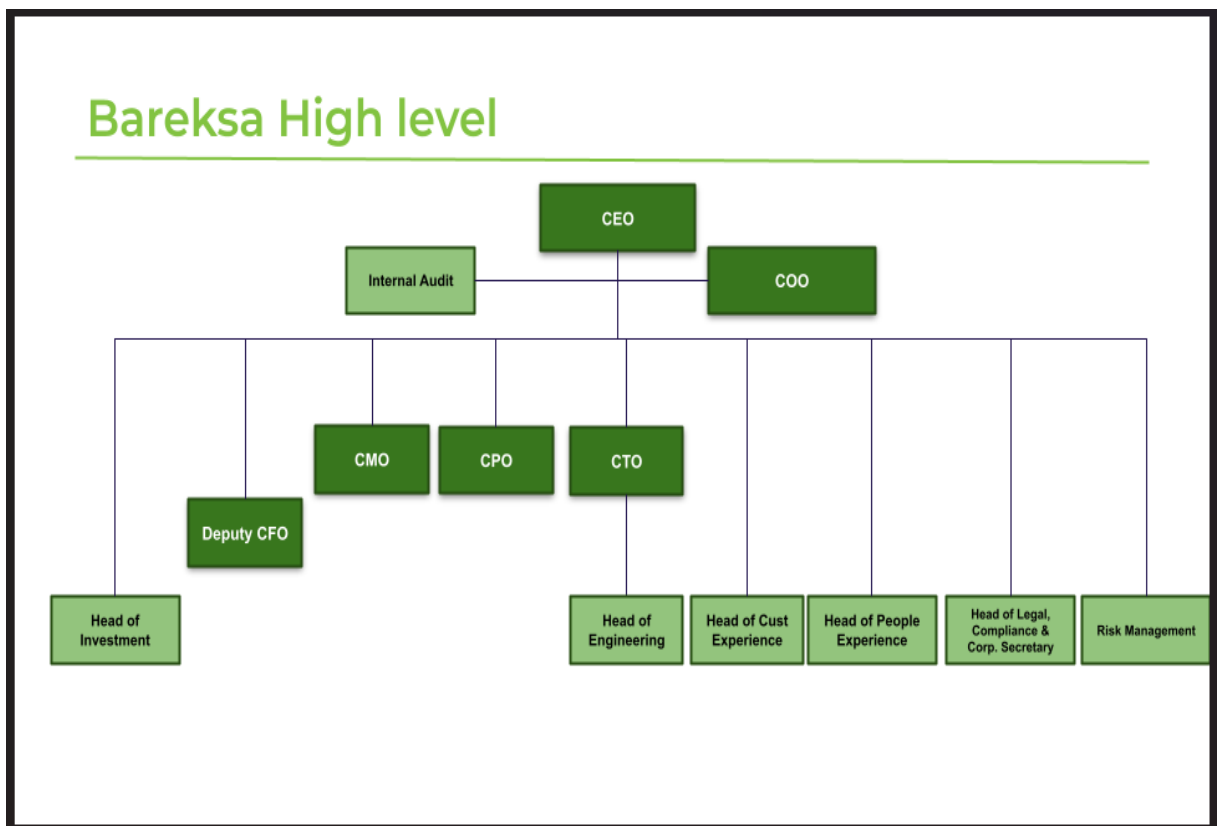 Bareksa High level
CEO
Internal Audit
COO
CMO
CPO
CTO
Deputy CFO
Head of
Investment
Head of
Engineering
Head of Cust
Experience
Head of People
Experience
Head of Legal,
Compliance &
Corp. Secretary
Risk Management